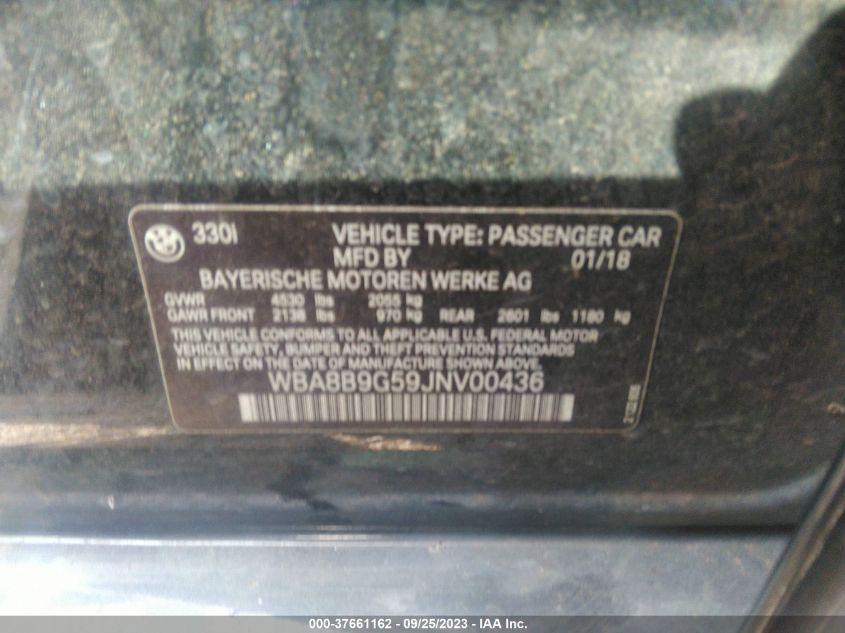 330i VEHICLE TYPE: PASSENGER CAR
MFD BY 01/18
BAYERISCHE MOTOREN WERKE AG
GVWR 4530 lbs 2055 kg
GAWR FRONT 2138 lbs 970 kg REAR 2601 lbs 1180 kg
THIS VEHICLE CONFORMS TO ALL APPLICABLE U.S. FEDERAL MOTOR
VEHICLE SAFETY, BUMPER AND THEFT PREVENTION STANDARDS
IN EFFECT ON THE DATE OF MANUFACTURE SHOWN ABOVE.
WBA8B9G59JNV00436
000-37661162 - 09/25/2023 - IAA Inc.